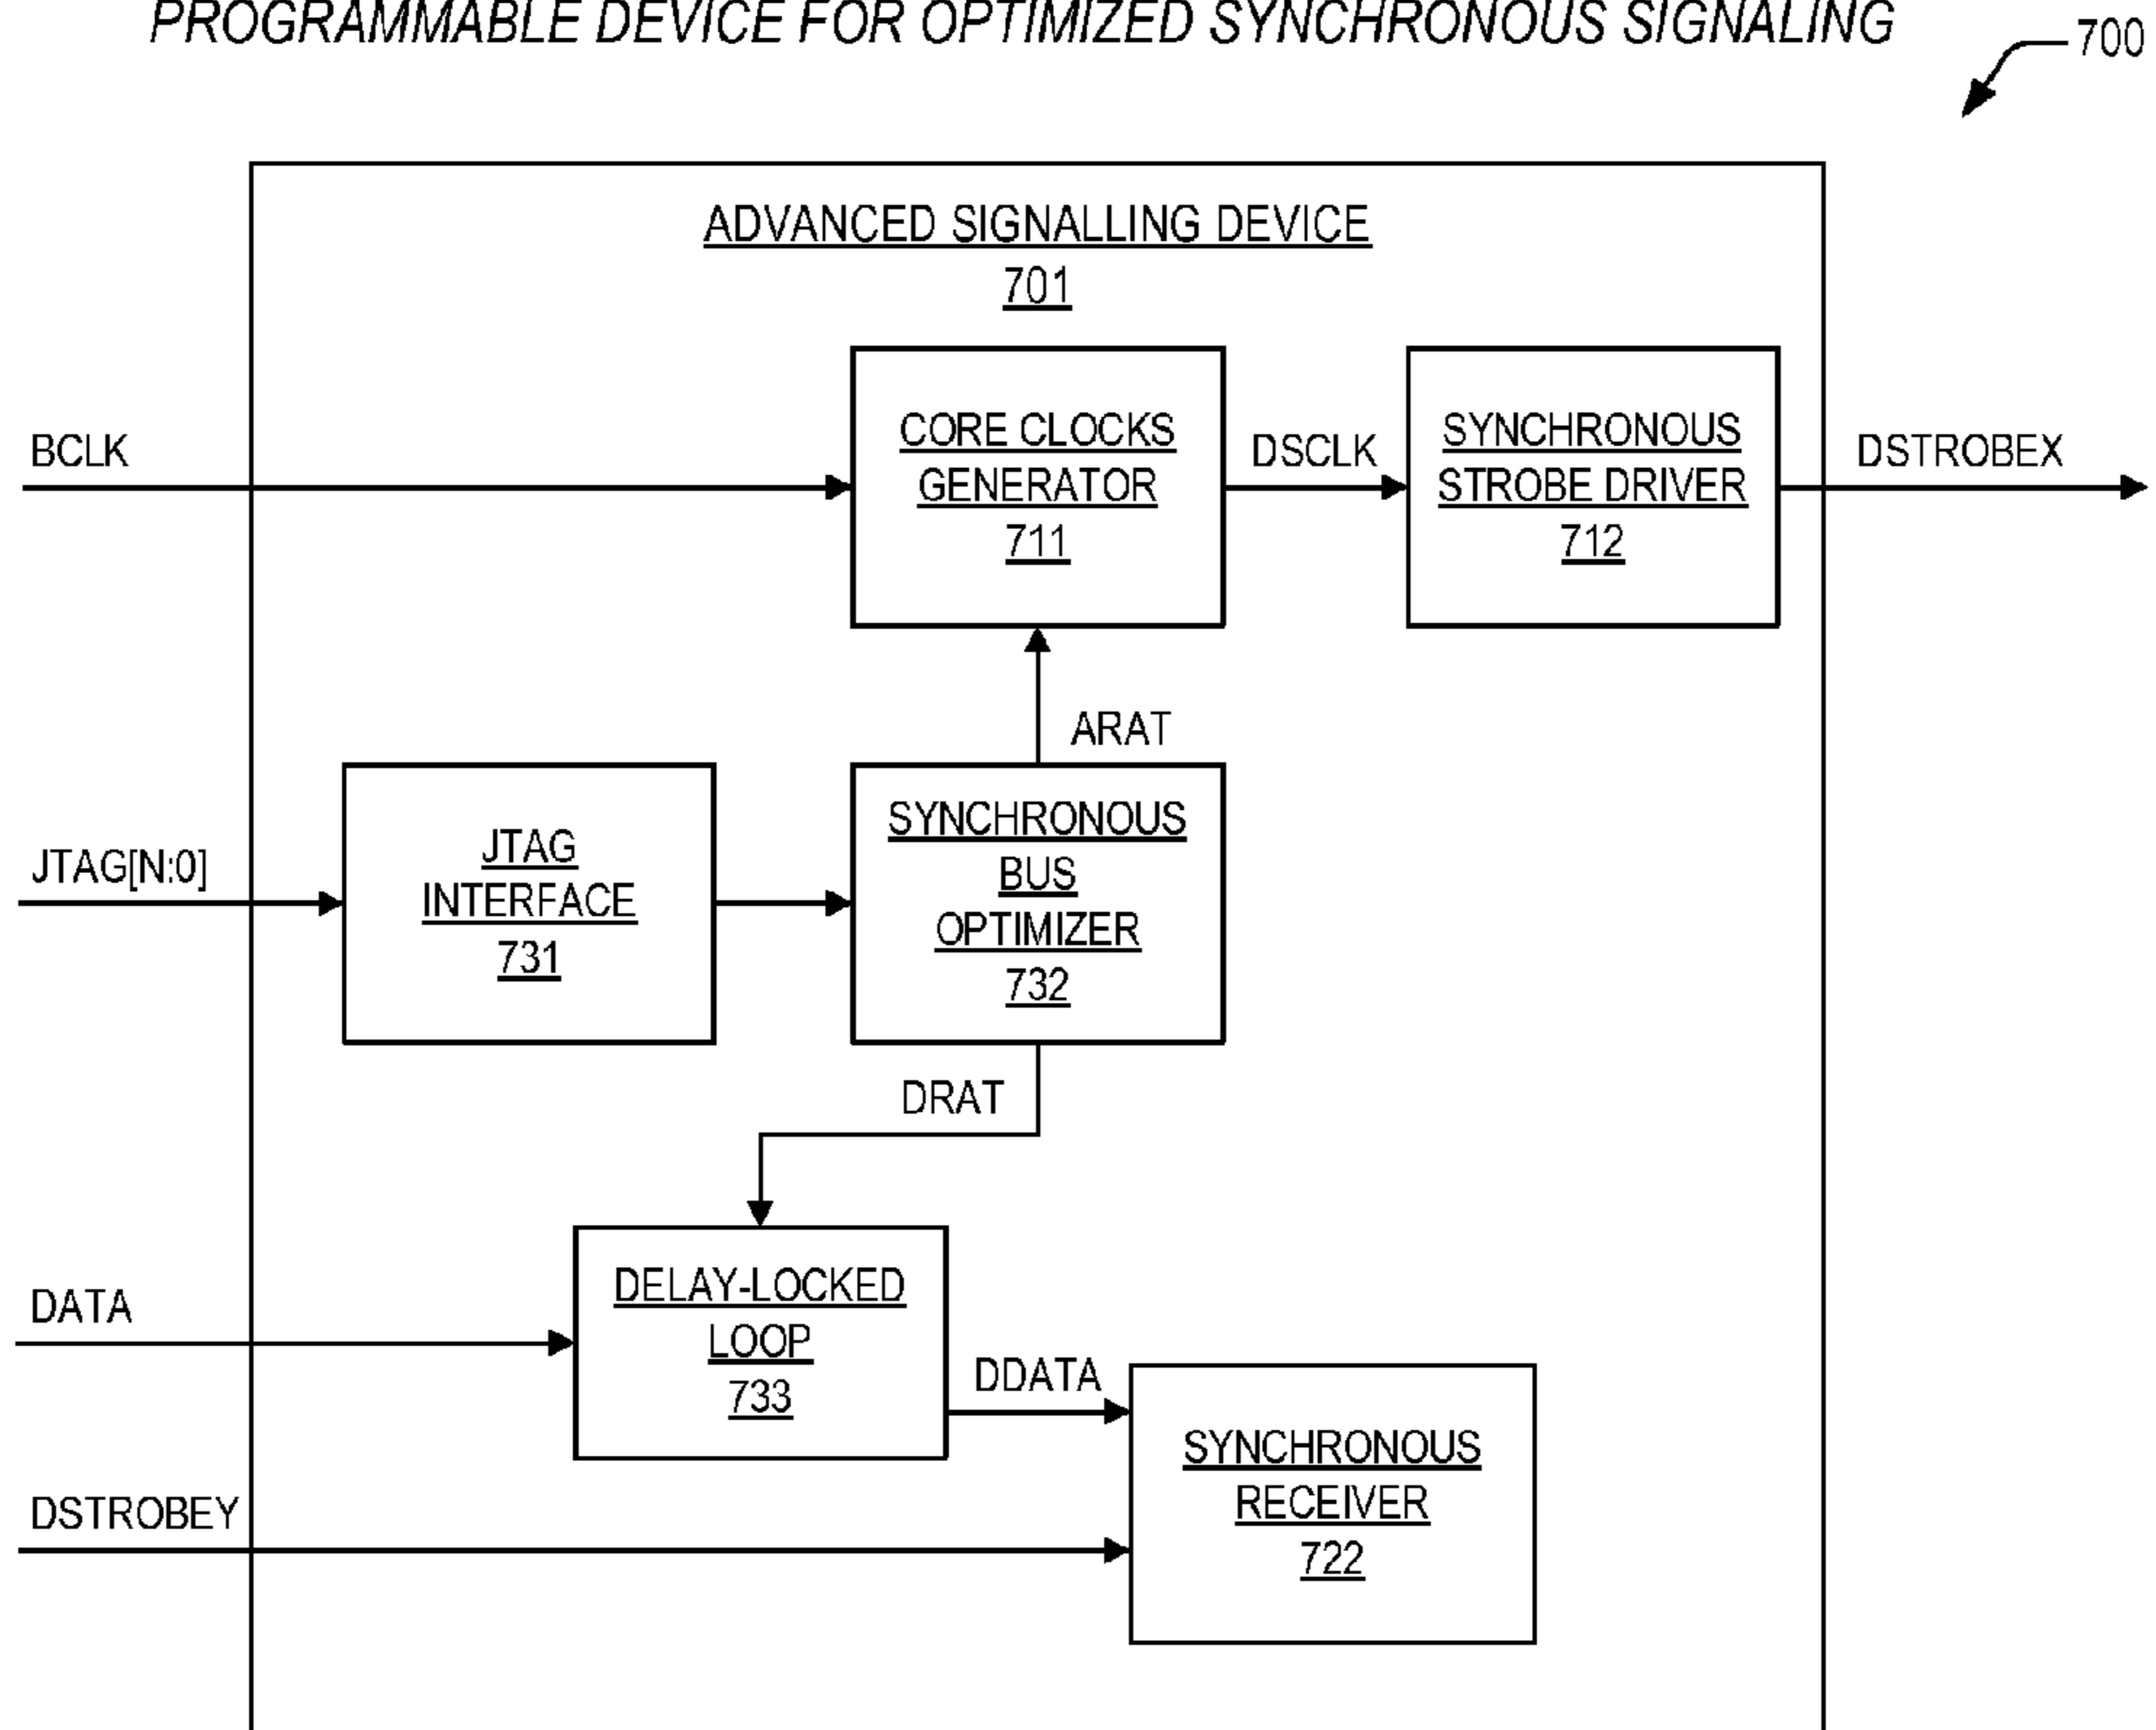 PROGRAMMABLE DEVICE FOR OPTIMIZED SYNCHRONOUS SIGNALING
700
ADVANCED SIGNALLING DEVICE
701
BCLK
CORE CLOCKS
GENERATOR
711
DSCLK
SYNCHRONOUS
STROBE DRIVER
712
DSTROBEX
ARAT
JTAG[N:0]
JTAG
INTERFACE
731
SYNCHRONOUS
BUS
OPTIMIZER
732
DRAT
DATA
DELAY-LOCKED
LOOP
733
DDATA
DSTROBEY
SYNCHRONOUS
RECEIVER
722